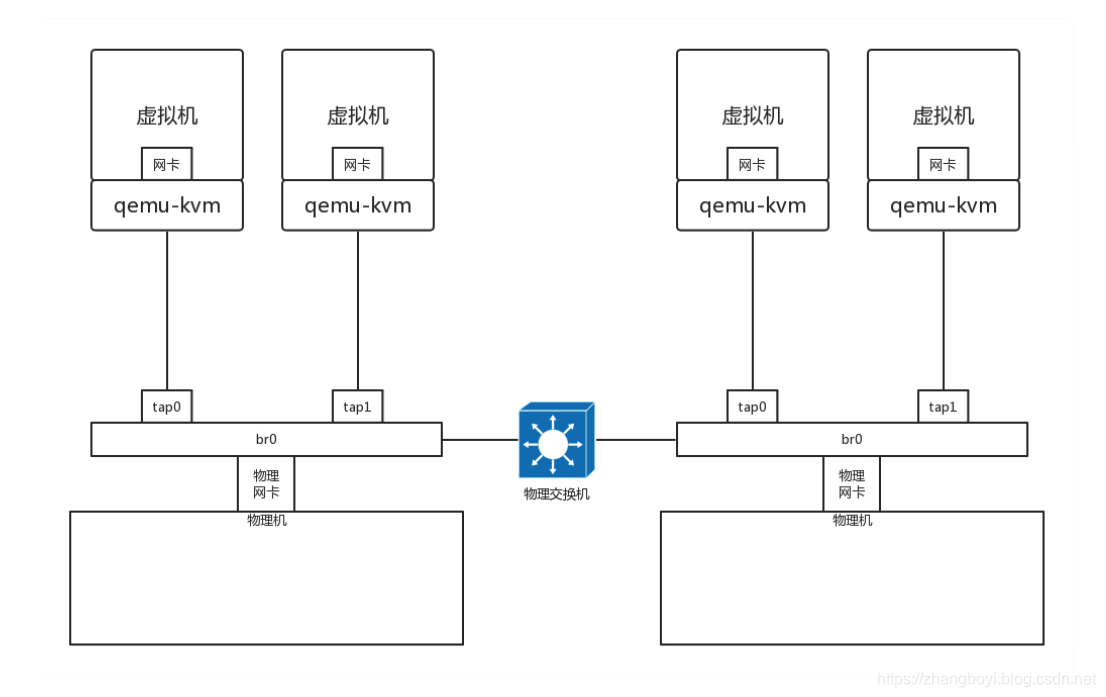 虚拟机
虚拟机
虚拟机
虚拟机
网卡
网卡
网卡
网卡
qemu-kvm
qemu-kvm
qemu-kvm
qemu-kvm
tap0
tap1
tap0
tap1
br0
br0
物理
网卡
物理交换机
物理
网卡
物理机
物理机
https://zhangboyi.blog.csdn.net